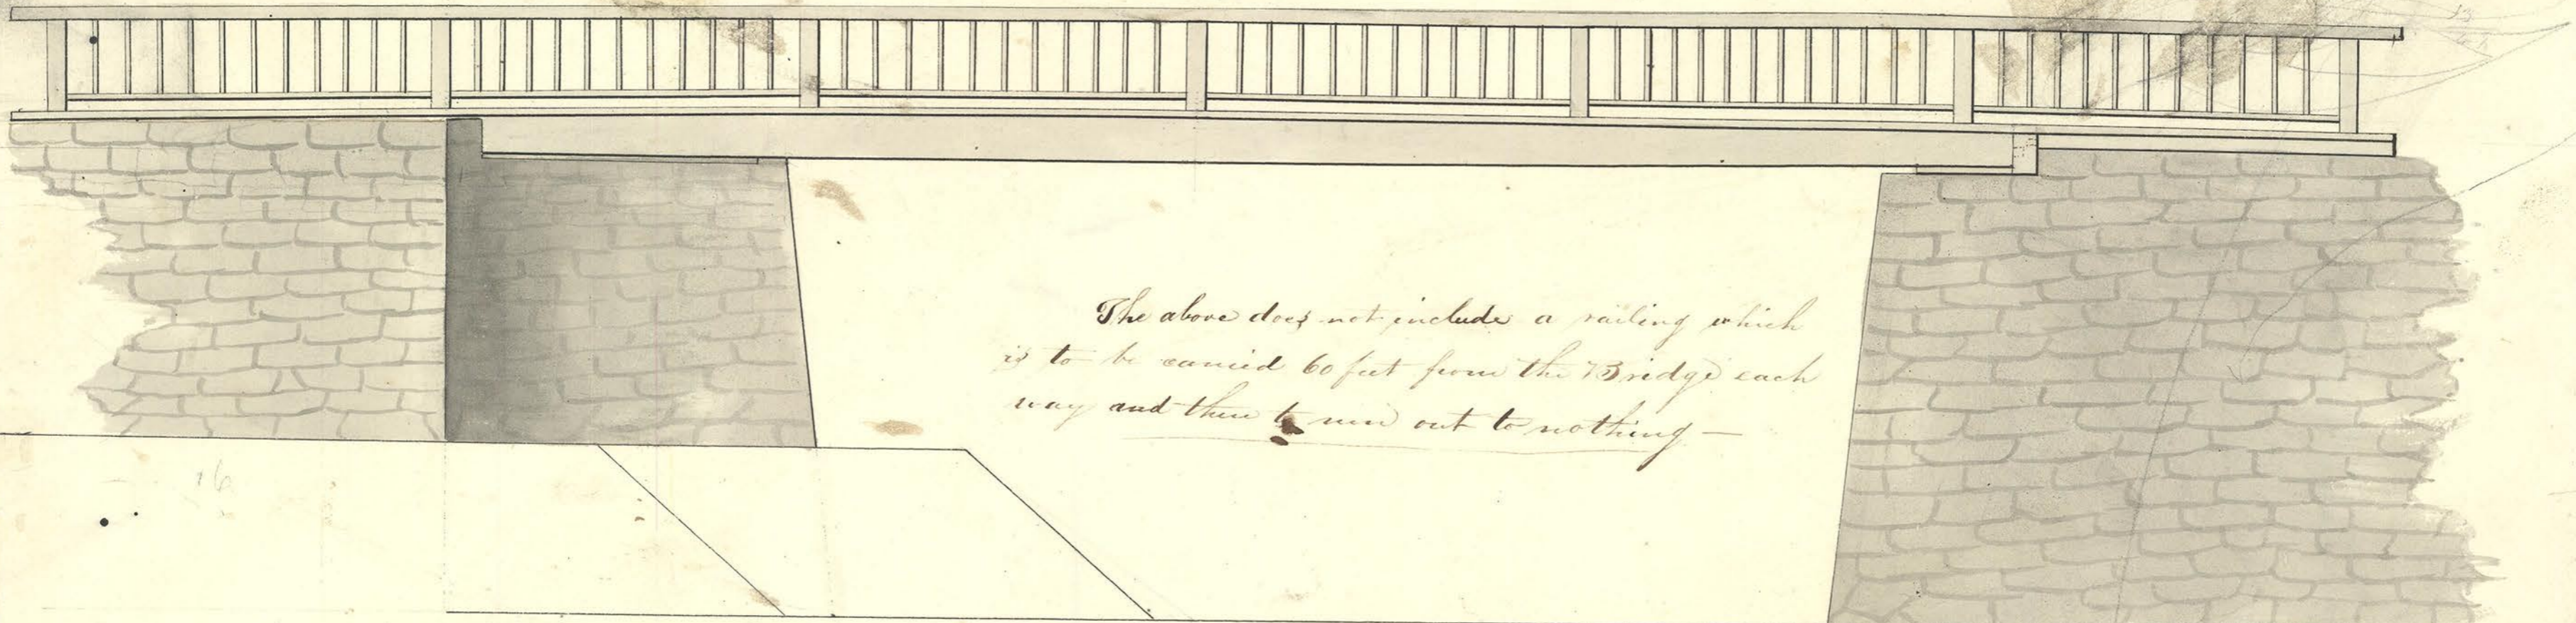 The above does not include a railing which
is to be carried 60 feet from the Bridge each
way and then to run out to nothing —
16